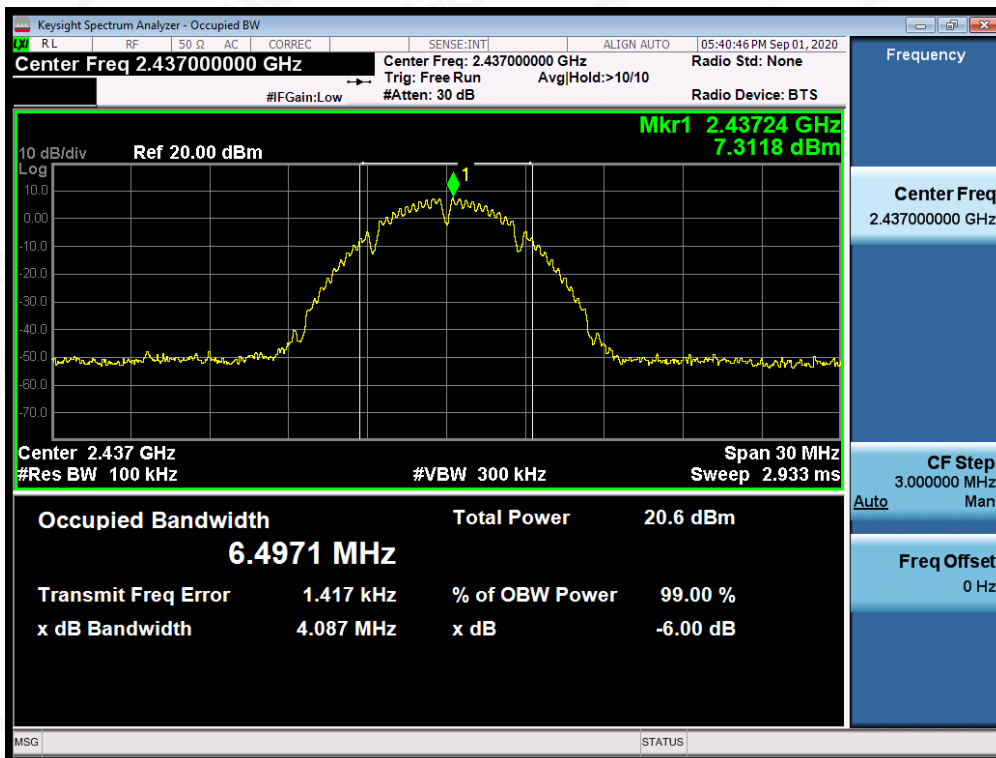 Keysight Spectrum Analyzer - Occupied BW
LXI RL RF 50 Ω AC CORREC SENSE:INT ALIGN AUTO 05:40:46 PM Sep 01, 2020
Center Freq 2.437000000 GHz
Center Freq: 2.437000000 GHz Radio Std: None
Trig: Free Run Avg|Hold:>10/10
#IFGain:Low #Atten: 30 dB Radio Device: BTS
Mkr1 2.43724 GHz
7.3118 dBm
10 dB/div Ref 20.00 dBm
Log
10.0
0.00
-10.0
-20.0
-30.0
-40.0
-50.0
-60.0
-70.0
1
Center 2.437 GHz Span 30 MHz
#Res BW 100 kHz #VBW 300 kHz Sweep 2.933 ms
Occupied Bandwidth Total Power 20.6 dBm
6.4971 MHz
Transmit Freq Error 1.417 kHz % of OBW Power 99.00 %
x dB Bandwidth 4.087 MHz x dB -6.00 dB
MSG STATUS
Frequency
Center Freq
2.437000000 GHz
CF Step
3.000000 MHz
Auto Man
Freq Offset
0 Hz